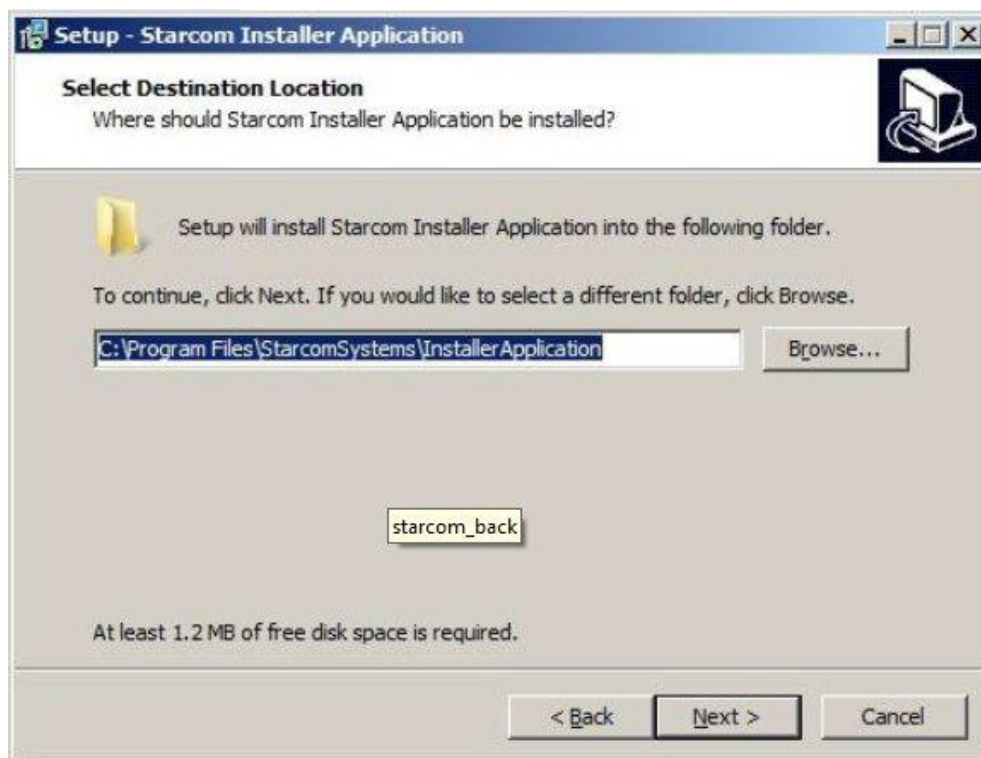 Setup - Starcom Installer Application
Select Destination Location
Where should Starcom Installer Application be installed?
Setup will install Starcom Installer Application into the following folder.
To continue, click Next. If you would like to select a different folder, click Browse.
C:\Program Files\StarcomSystems\InstallerApplication
Browse...
starcom_back
At least 1.2 MB of free disk space is required.
< Back Next > Cancel